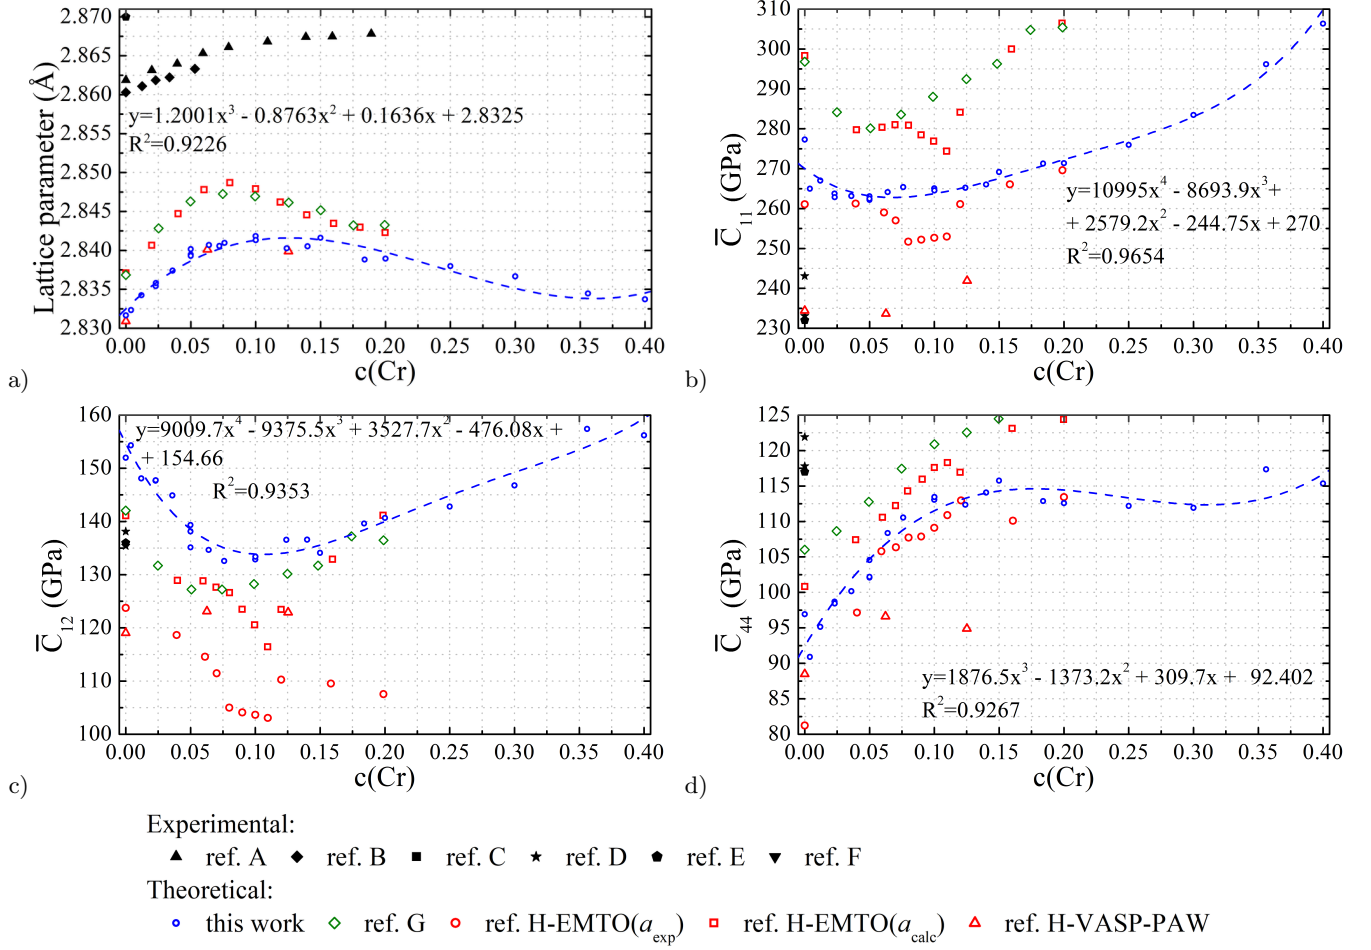 2.870
2.865
2.860
2.855
2.850
2.845
2.840
2.835
2.830
Lattice parameter (Å)
y=1.2001x³ - 0.8763x² + 0.1636x + 2.8325
R²=0.9226
0.00 0.05 0.10 0.15 0.20 0.25 0.30 0.35 0.40
c(Cr)
a)
310
300
290
280
270
260
250
240
230
C̅₁₁ (GPa)
y=10995x⁴ - 8693.9x³+
+ 2579.2x² - 244.75x + 270
R²=0.9654
0.00 0.05 0.10 0.15 0.20 0.25 0.30 0.35 0.40
c(Cr)
b)
160
150
140
130
120
110
100
C̅₁₂ (GPa)
y=9009.7x⁴ - 9375.5x³ + 3527.7x² - 476.08x +
+ 154.66
R²=0.9353
0.00 0.05 0.10 0.15 0.20 0.25 0.30 0.35 0.40
c(Cr)
c)
125
120
115
110
105
100
95
90
85
80
C̅₄₄ (GPa)
y=1876.5x³ - 1373.2x² + 309.7x + 92.402
R²=0.9267
0.00 0.05 0.10 0.15 0.20 0.25 0.30 0.35 0.40
c(Cr)
d)
Experimental:
ref. A ref. B ref. C ref. D ref. E ref. F
Theoretical:
this work ref. G ref. H-EMTO(a_exp) ref. H-EMTO(a_calc) ref. H-VASP-PAW